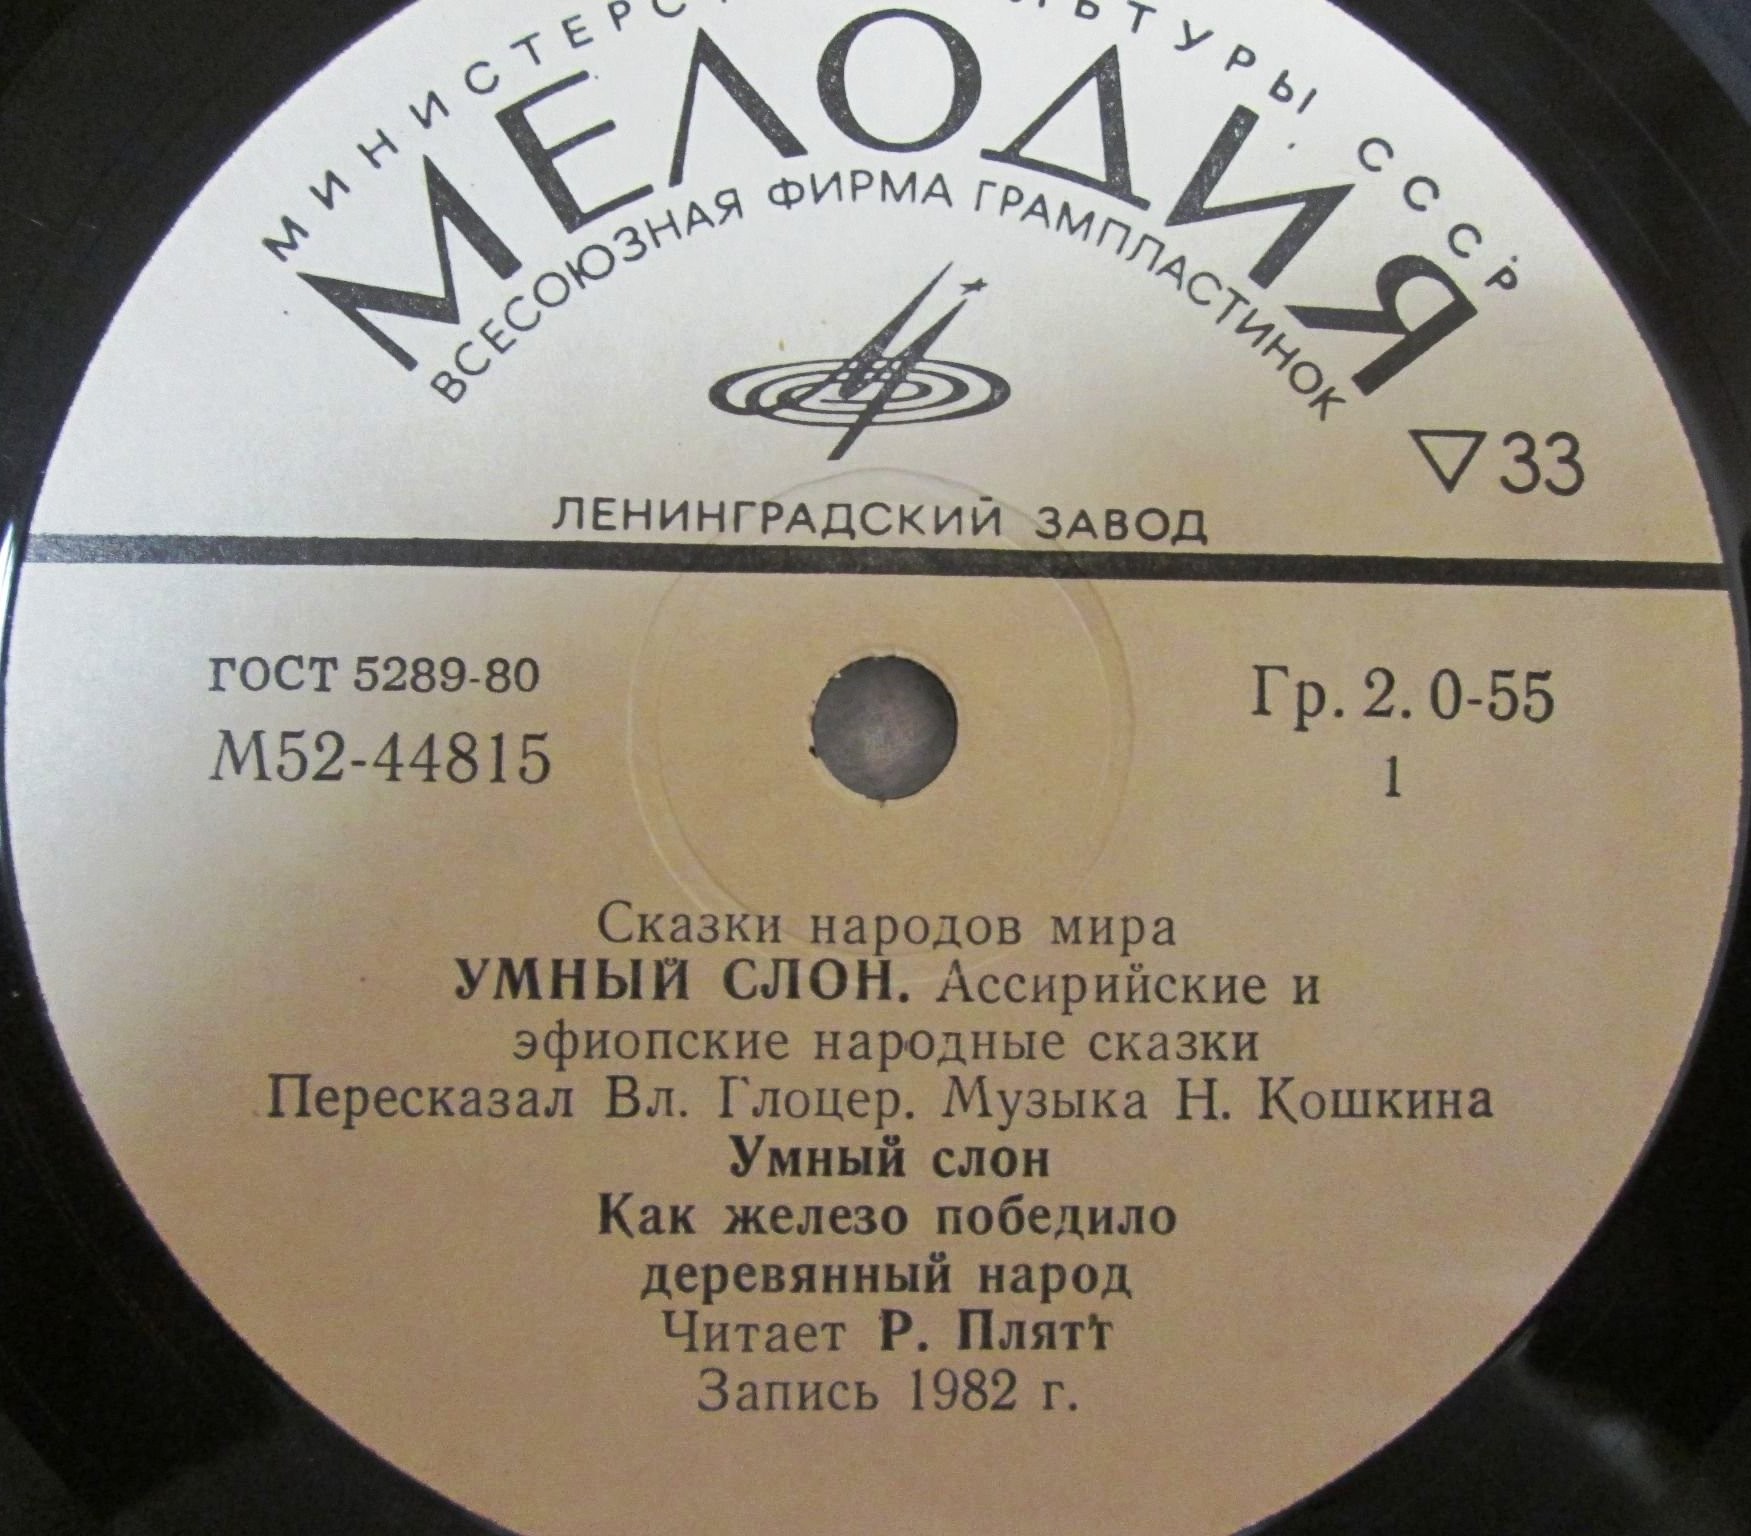 МИНИСТЕРС ЛЬТУРЫ СССР
МЕЛОДИЯ
ВСЕСОЮЗНАЯ ФИРМА ГРАМПЛАСТИНОК
33
ЛЕНИНГРАДСКИЙ ЗАВОД
ГОСТ 5289-80
М52-44815
Гр. 2. 0-55
1
Сказки народов мира
УМНЫЙ СЛОН. Ассирийские и
эфиопские народные сказки
Пересказал Вл. Глоцер. Музыка Н. Кошкина
Умный слон
Как железо победило
деревянный народ
Читает Р. Плятт
Запись 1982 г.